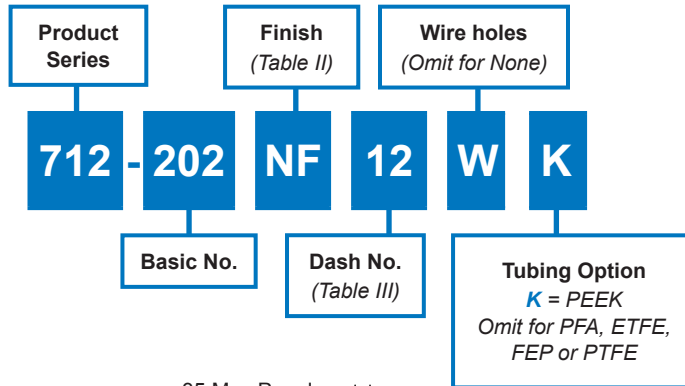 Product
Series
Finish
(Table II)
Wire holes
(Omit for None)
712 - 202 NF 12 W K
Basic No.
Dash No.
(Table III)
Tubing Option
K = PEEK
Omit for PFA, ETFE,
FEP or PTFE